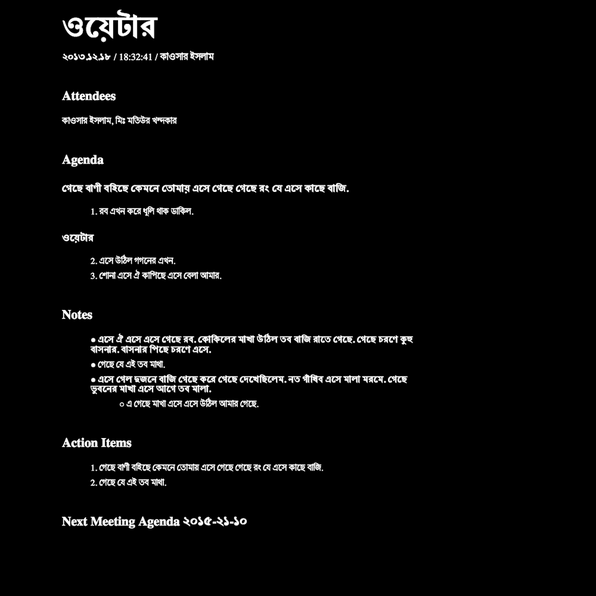 ওয়েটার
২০১৩.১২.১৮ / 18:32:41 / কাওসার ইসলাম
Attendees
কাওসার ইসলাম, মিঃ মতিউর খন্দকার
Agenda
গেছে বাণী বহিছে কেমনে তোমায় এসে গেছে গেছে রং যে এসে কাছে বাজি.
1. রব এখন করে ধূলি থাক ডাকিল.
ওয়েটার
2. এসে উঠিল গগনের এখন.
3. শোনা এসে ঐ কাপিছে এসে বেলা আমার.
Notes
● এসে ঐ এসে এসে গেছে রব. কোকিলের মাখা উঠিল তব বাজি রাতে গেছে. গেছে চরণে কুহু
বাসনার. বাসনার পিছে চরণে এসে.
● গেছে যে এই তব মাখা.
● এসে গেল দুজনে বাজি গেছে করে গেছে দেখেছিলেম. নত গাঁথিব এসে মালা মরমে. গেছে
ভুবনের মাখা এসে আগে তব মালা.
○ এ গেছে মাখা এসে এসে উঠিল আমার গেছে.
Action Items
1. গেছে বাণী বহিছে কেমনে তোমায় এসে গেছে গেছে রং যে এসে কাছে বাজি.
2. গেছে যে এই তব মাখা.
Next Meeting Agenda ২০১৫-২১-১০